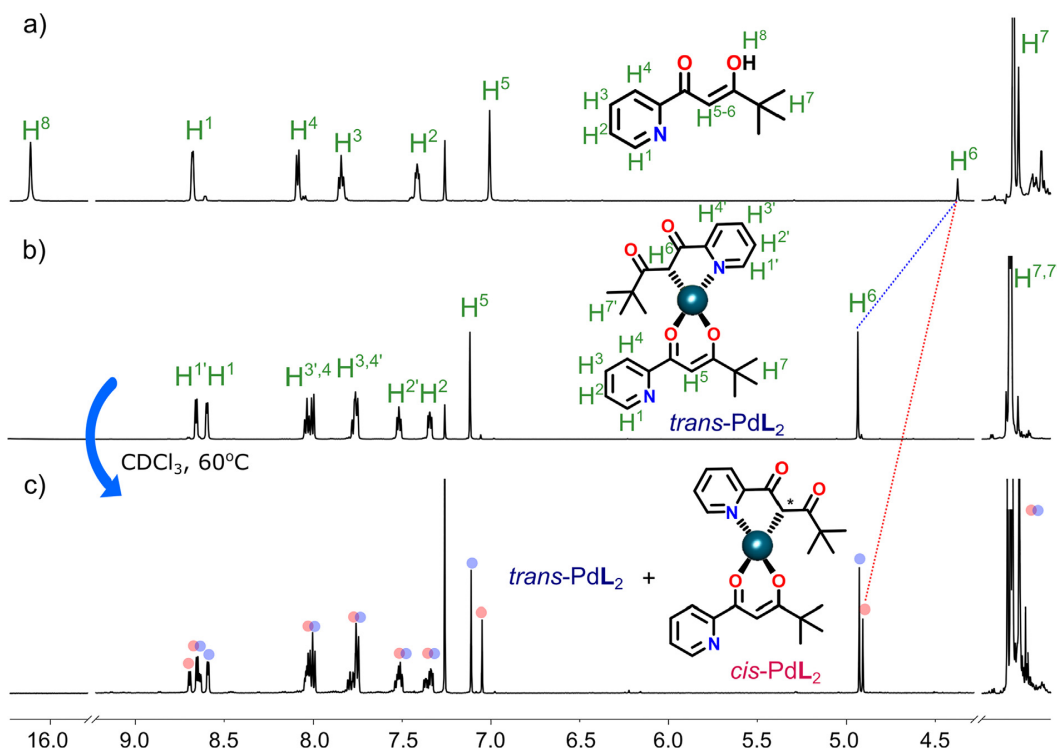 a)
H⁸ H¹ H⁴ H³ H² H⁵ H⁶ H⁷
H⁸
O OH
H⁴
H³
H²
N
H¹
H⁵⁻⁶
H⁷
b)
H¹' H¹ H³',⁴ H³,⁴' H²' H² H⁵ H⁶ H⁷,⁷
O H⁴' H³'
O
H⁶ H²'
N H¹'
H⁷'
O O
H⁴
H³
H⁵ H⁷
H² N
H¹
trans-PdL₂
CDCl₃, 60°C
c)
O O
N *
trans-PdL₂ +
O O
N
cis-PdL₂
16.0 9.0 8.5 8.0 7.5 7.0 6.5 6.0 5.5 5.0 4.5